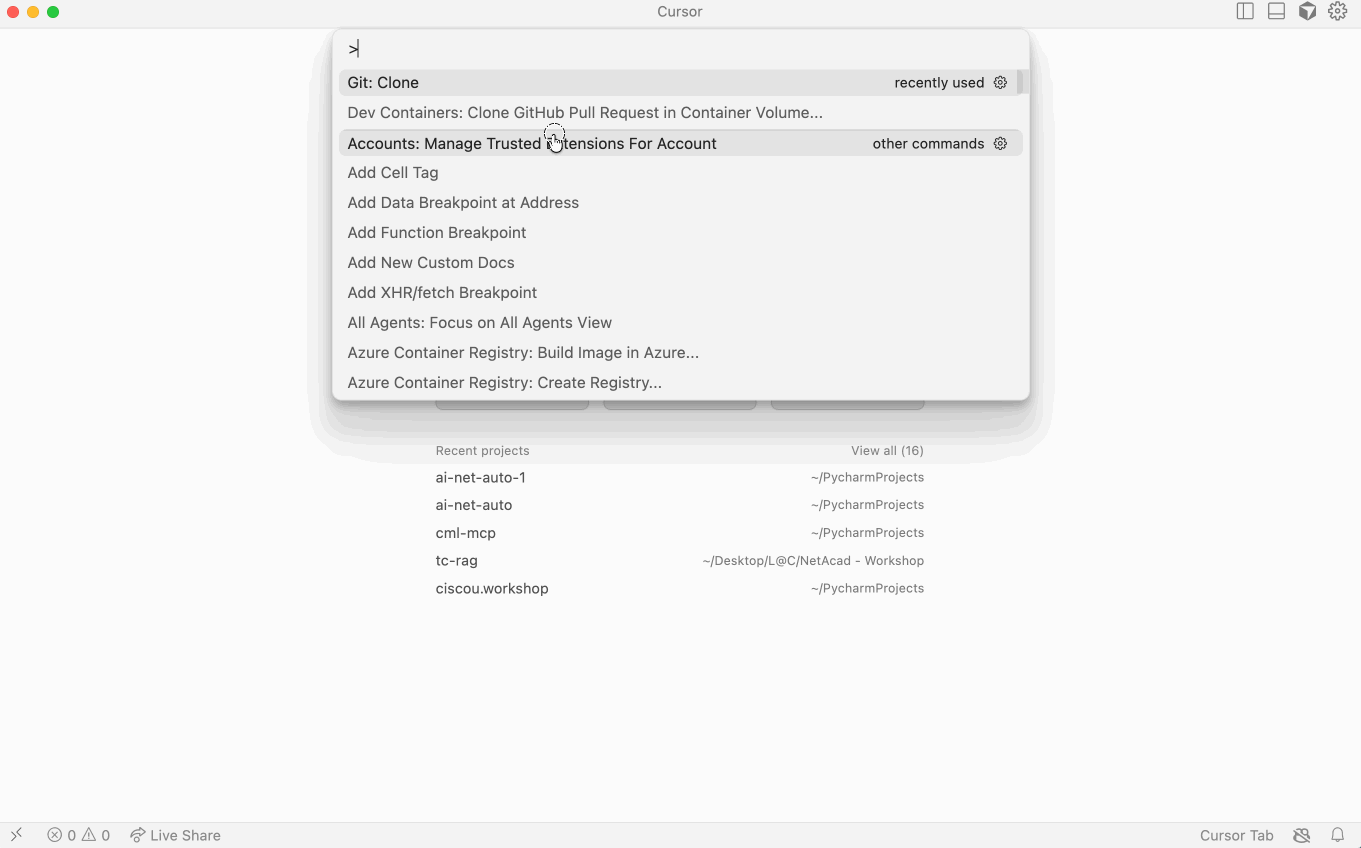 Cursor
>
Git: Clone recently used
Dev Containers: Clone GitHub Pull Request in Container Volume...
Accounts: Manage Trusted Extensions For Account other commands
Add Cell Tag
Add Data Breakpoint at Address
Add Function Breakpoint
Add New Custom Docs
Add XHR/fetch Breakpoint
All Agents: Focus on All Agents View
Azure Container Registry: Build Image in Azure...
Azure Container Registry: Create Registry...
Recent projects View all (16)
ai-net-auto-1 ~/PycharmProjects
ai-net-auto ~/PycharmProjects
cml-mcp ~/PycharmProjects
tc-rag ~/Desktop/L@C/NetAcad - Workshop
ciscou.workshop ~/PycharmProjects
0 0 Live Share Cursor Tab